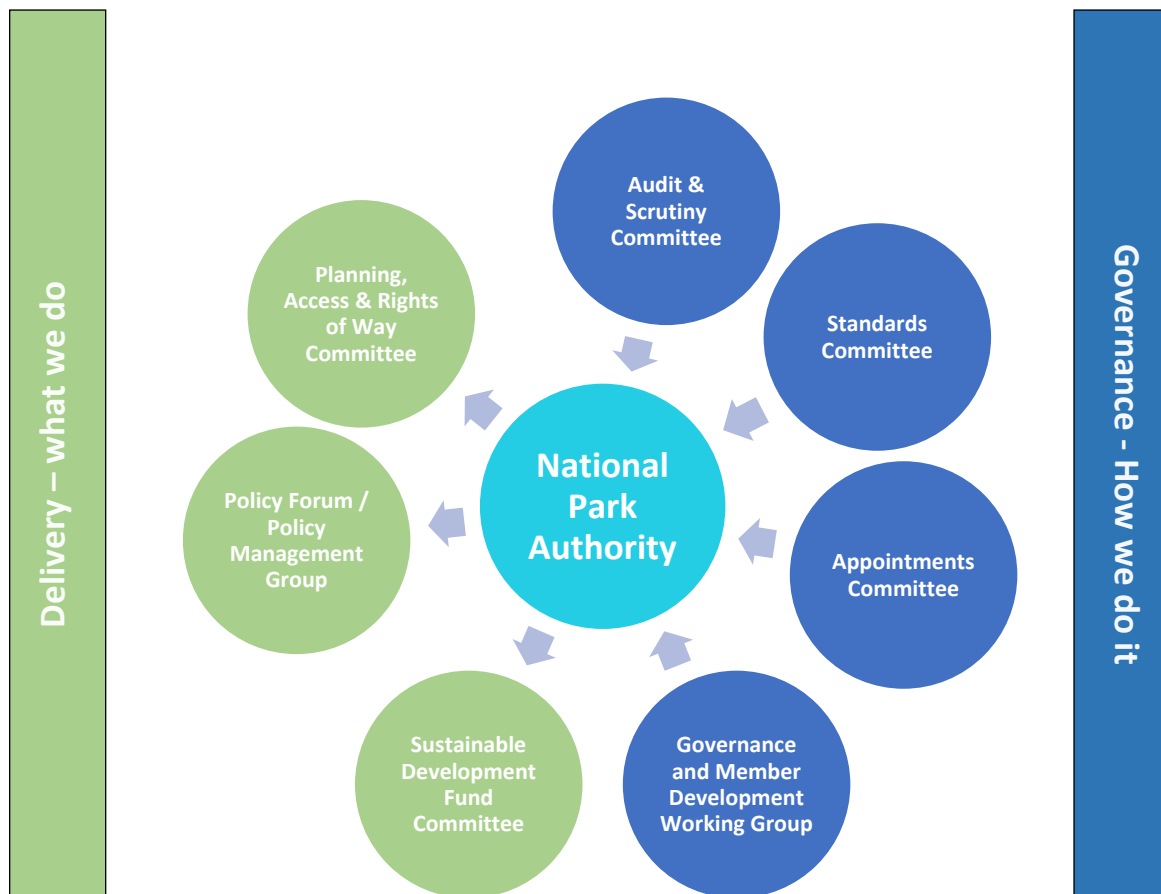 Delivery – what we do
Audit &
Scrutiny
Committee
Planning,
Access & Rights
of Way
Committee
Standards
Committee
National
Park
Authority
Policy Forum /
Policy
Management
Group
Appointments
Committee
Sustainable
Development
Fund
Committee
Governance
and Member
Development
Working Group
Governance - How we do it